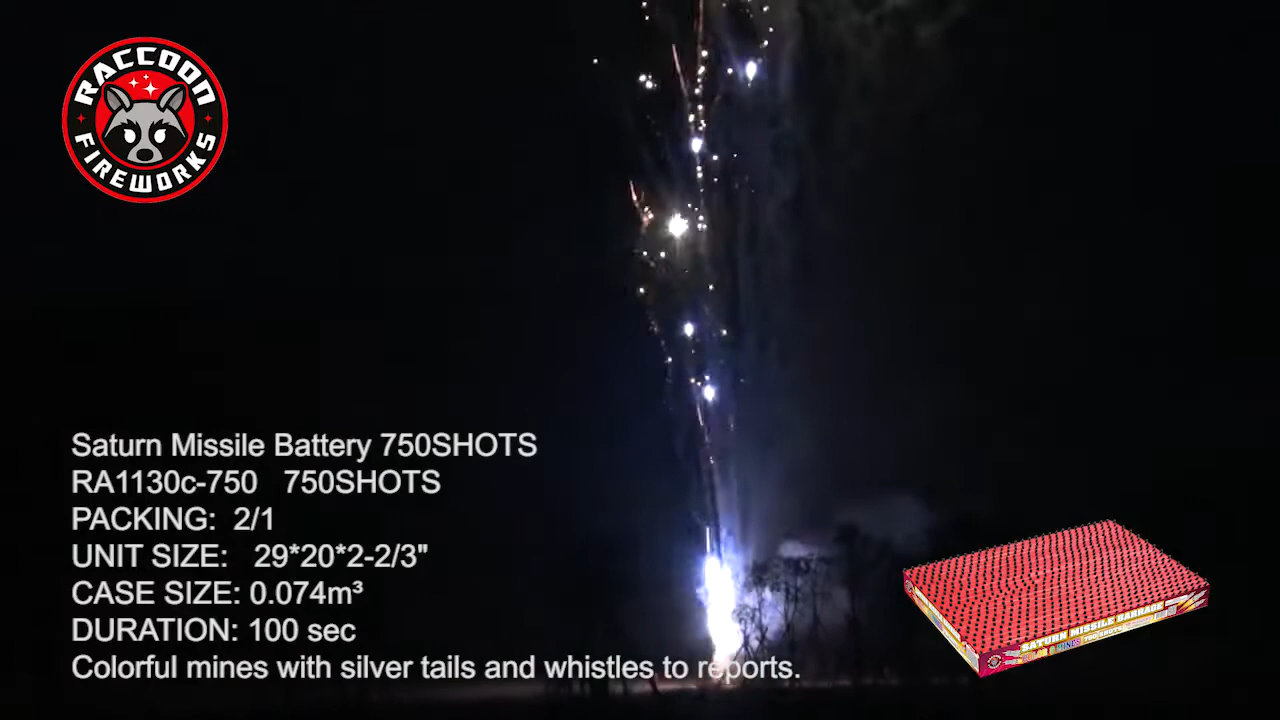 RACCOON
FIREWORKS
Saturn Missile Battery 750SHOTS
RA1130c-750 750SHOTS
PACKING: 2/1
UNIT SIZE: 29*20*2-2/3"
CASE SIZE: 0.074m³
DURATION: 100 sec
Colorful mines with silver tails and whistles to reports.
SATURN MISSILE BARRAGE